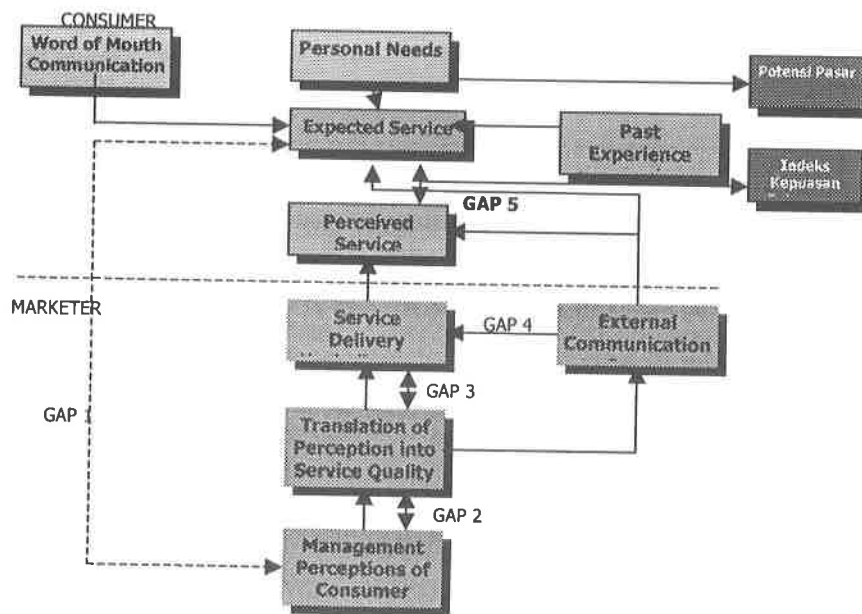 CONSUMER
Word of Mouth
Communication
Personal Needs
Potensi Pasar
Expected Service
Past
Experience
Indeks
Kepuasan
GAP 5
Perceived
Service
MARKETER
Service
Delivery
GAP 4
External
Communication
GAP 3
GAP 1
Translation of
Perception into
Service Quality
GAP 2
Management
Perceptions of
Consumer